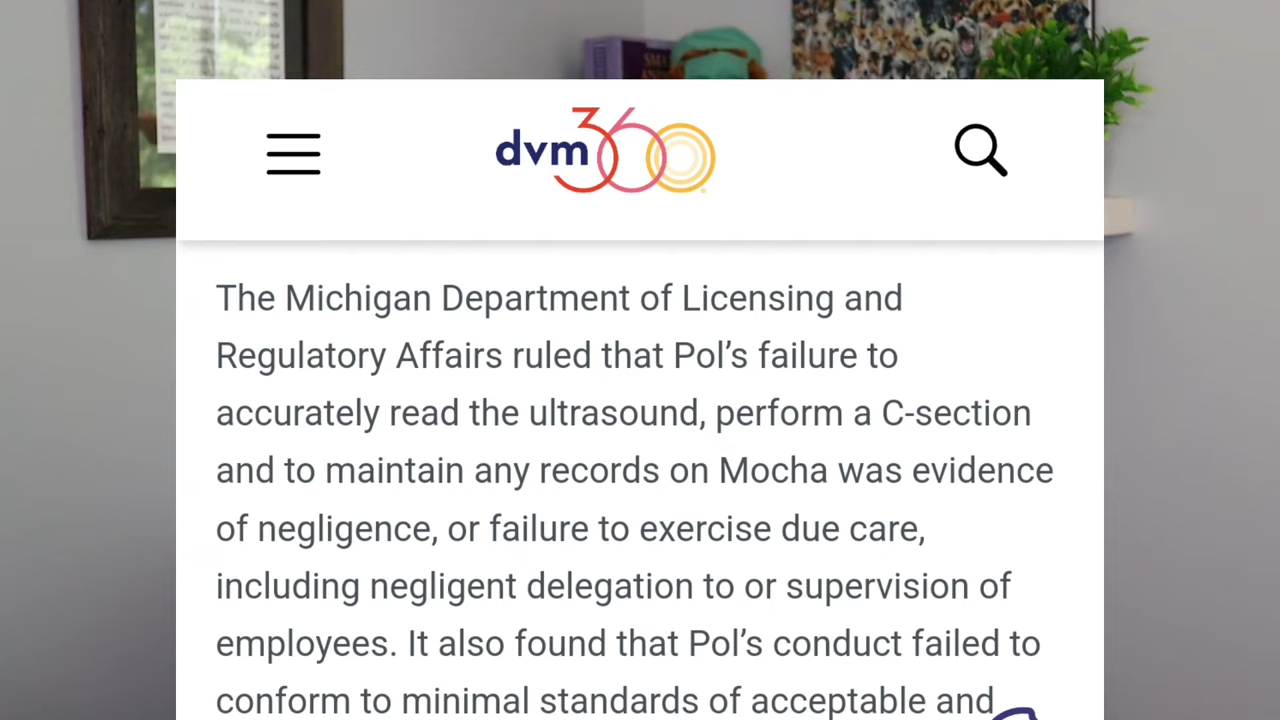 dvm360
The Michigan Department of Licensing and
Regulatory Affairs ruled that Pol’s failure to
accurately read the ultrasound, perform a C-section
and to maintain any records on Mocha was evidence
of negligence, or failure to exercise due care,
including negligent delegation to or supervision of
employees. It also found that Pol’s conduct failed to
conform to minimal standards of acceptable and